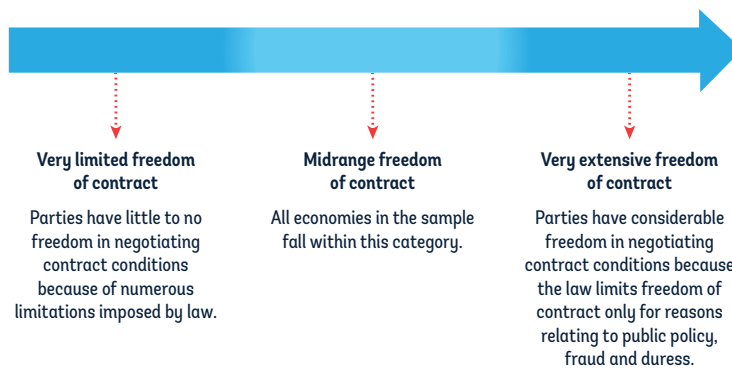 Very limited freedom
of contract
Parties have little to no
freedom in negotiating
contract conditions
because of numerous
limitations imposed by law.
Midrange freedom
of contract
All economies in the sample
fall within this category.
Very extensive freedom
of contract
Parties have considerable
freedom in negotiating
contract conditions because
the law limits freedom of
contract only for reasons
relating to public policy,
fraud and duress.